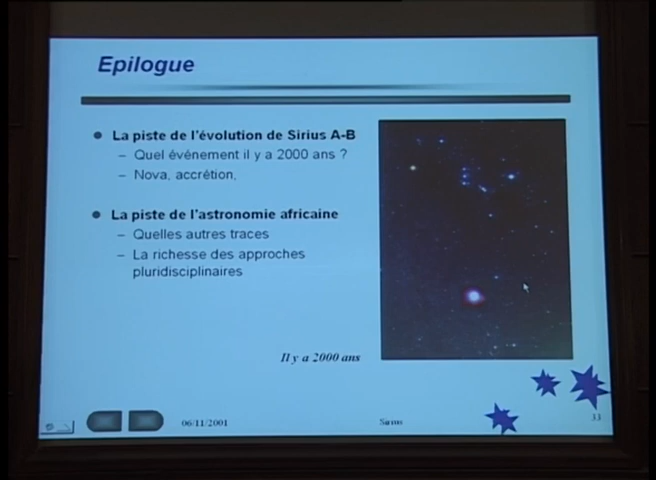 Epilogue
La piste de l'évolution de Sirius A-B
– Quel événement il y a 2000 ans ?
– Nova, accrétion,
La piste de l'astronomie africaine
– Quelles autres traces
– La richesse des approches
pluridisciplinaires
Il y a 2000 ans
06/11/2001
Sirius
33